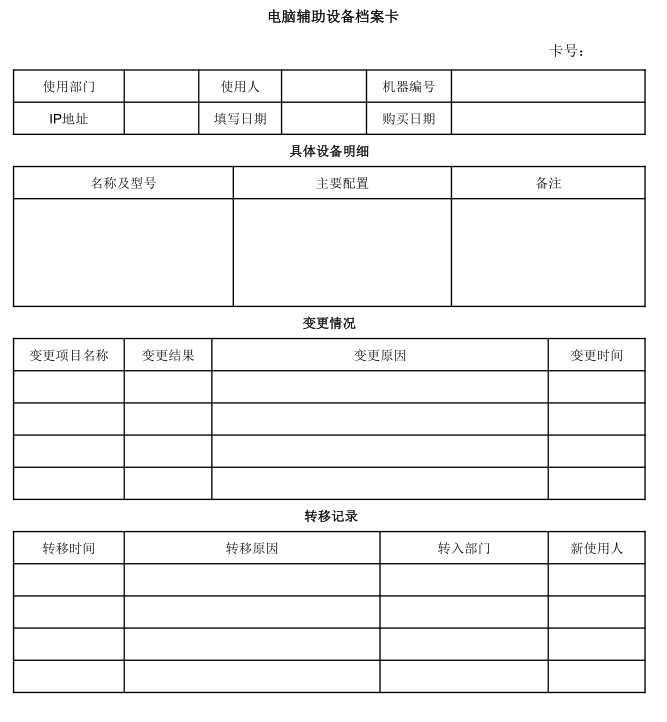 电脑辅助设备档案卡
卡号：
使用部门 使用人 机器编号
IP地址 填写日期 购买日期
具体设备明细
名称及型号 主要配置 备注
变更情况
变更项目名称 变更结果 变更原因 变更时间
转移记录
转移时间 转移原因 转入部门 新使用人